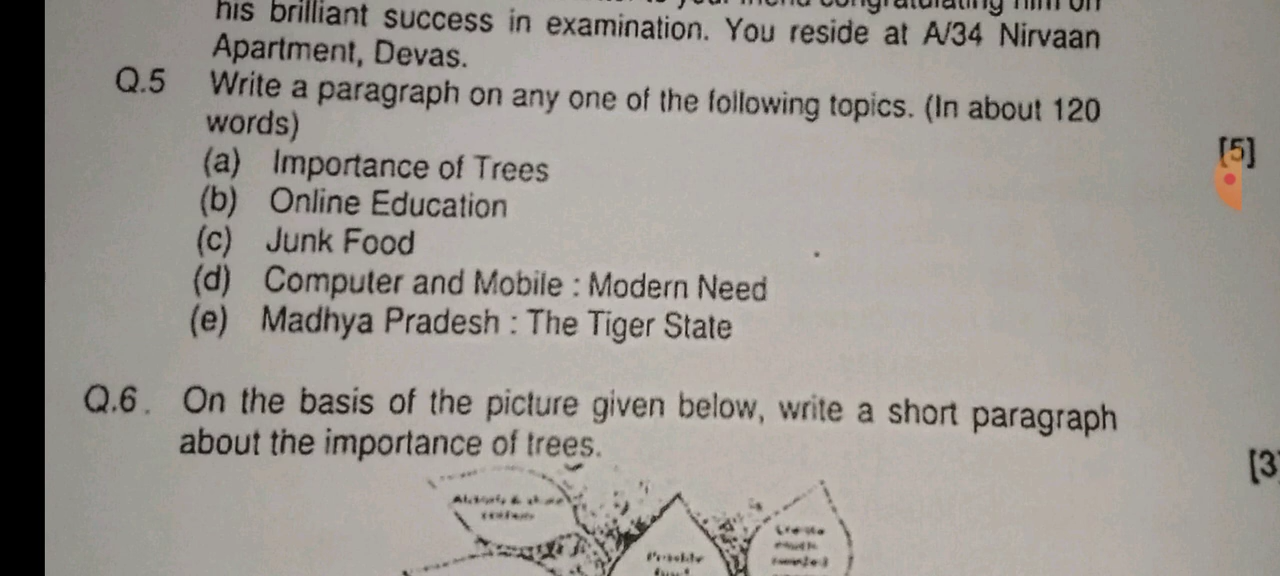 his brilliant success in examination. You reside at A/34 Nirvaan
Apartment, Devas.
Q.5 Write a paragraph on any one of the following topics. (In about 120
words)
[5]
(a) Importance of Trees
(b) Online Education
(c) Junk Food
(d) Computer and Mobile : Modern Need
(e) Madhya Pradesh : The Tiger State
Q.6. On the basis of the picture given below, write a short paragraph
about the importance of trees.
[3]
Provide
food